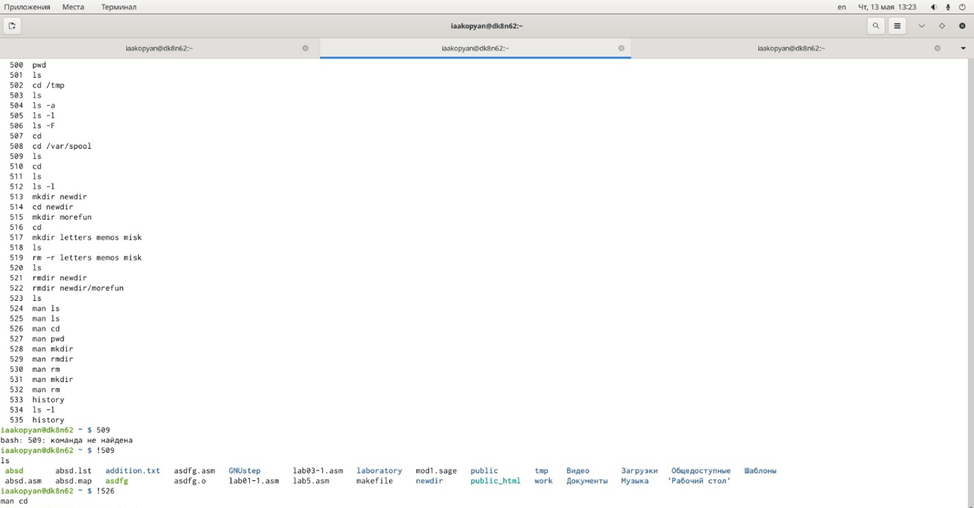 Приложения Места Терминал en Чт, 13 мая 13:23
iaakopyan@dk8n62:~
iaakopyan@dk8n62:~ iaakopyan@dk8n62:~ iaakopyan@dk8n62:~
500 pwd
501 ls
502 cd /tmp
503 ls
504 ls -a
505 ls -l
506 ls -F
507 cd
508 cd /var/spool
509 ls
510 cd
511 ls
512 ls -l
513 mkdir newdir
514 cd newdir
515 mkdir morefun
516 cd
517 mkdir letters memos misk
518 ls
519 rm -r letters memos misk
520 ls
521 rmdir newdir
522 rmdir newdir/morefun
523 ls
524 man ls
525 man ls
526 man cd
527 man pwd
528 man mkdir
529 man rmdir
530 man rm
531 man mkdir
532 man rm
533 history
534 ls -l
535 history
iaakopyan@dk8n62 ~ $ 509
bash: 509: команда не найдена
iaakopyan@dk8n62 ~ $ !509
ls
absd absd.lst addition.txt asdfg.asm GNUstep lab03-1.asm laboratory mod1.sage public tmp Видео Загрузки Общедоступные Шаблоны
absd.asm absd.map asdfg asdfg.o lab01-1.asm lab5.asm makefile newdir public_html work Документы Музыка 'Рабочий стол'
iaakopyan@dk8n62 ~ $ !526
man cd